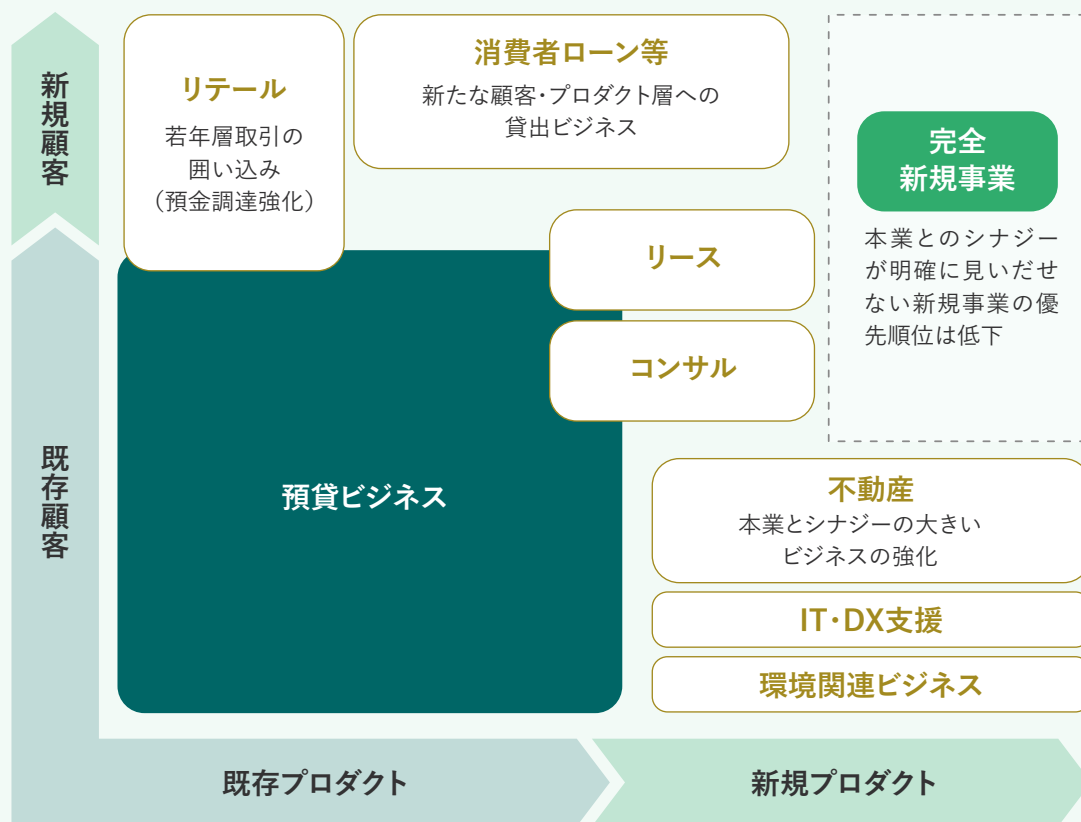 新規顧客
既存顧客
リテール
若年層取引の
囲い込み
（預金調達強化）
消費者ローン等
新たな顧客・プロダクト層への
貸出ビジネス
完全
新規事業
本業とのシナジー
が明確に見いだせ
ない新規事業の優
先順位は低下
リース
コンサル
預貸ビジネス
不動産
本業とシナジーの大きい
ビジネスの強化
IT・DX支援
環境関連ビジネス
既存プロダクト
新規プロダクト